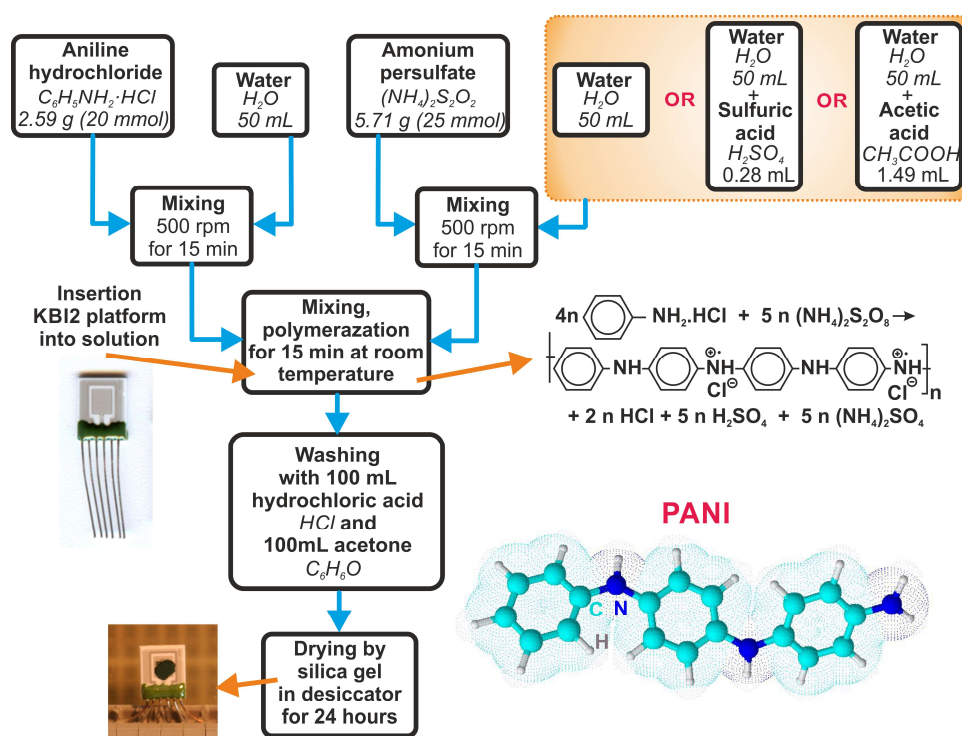 Aniline
hydrochloride
C₆H₅NH₂·HCl
2.59 g (20 mmol)
Water
H₂O
50 mL
Amonium
persulfate
(NH₄)₂S₂O₂
5.71 g (25 mmol)
Water
H₂O
50 mL
OR
Water
H₂O
50 mL
+
Sulfuric
acid
H₂SO₄
0.28 mL
OR
Water
H₂O
50 mL
+
Acetic
acid
CH₃COOH
1.49 mL
Mixing
500 rpm
for 15 min
Mixing
500 rpm
for 15 min
Insertion
KBI2 platform
into solution
Mixing,
polymerazation
for 15 min at room
temperature
4n NH₂.HCl + 5 n (NH₄)₂S₂O₈
NH NH NH NH n
Cl⊖ Cl⊖
+ 2 n HCl + 5 n H₂SO₄ + 5 n (NH₄)₂SO₄
Washing
with 100 mL
hydrochloric acid
HCl and
100mL acetone
C₆H₆O
PANI
C N
H
Drying by
silica gel
in desiccator
for 24 hours